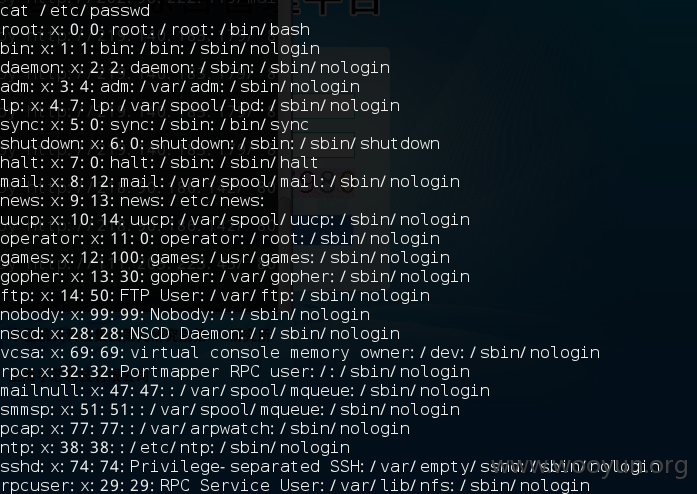 cat /etc/passwd
root:x:0:0:root:/root:/bin/bash
bin:x:1:1:bin:/bin:/sbin/nologin
daemon:x:2:2:daemon:/sbin:/sbin/nologin
adm:x:3:4:adm:/var/adm:/sbin/nologin
lp:x:4:7:lp:/var/spool/lpd:/sbin/nologin
sync:x:5:0:sync:/sbin:/bin/sync
shutdown:x:6:0:shutdown:/sbin:/sbin/shutdown
halt:x:7:0:halt:/sbin:/sbin/halt
mail:x:8:12:mail:/var/spool/mail:/sbin/nologin
news:x:9:13:news:/etc/news:
uucp:x:10:14:uucp:/var/spool/uucp:/sbin/nologin
operator:x:11:0:operator:/root:/sbin/nologin
games:x:12:100:games:/usr/games:/sbin/nologin
gopher:x:13:30:gopher:/var/gopher:/sbin/nologin
ftp:x:14:50:FTP User:/var/ftp:/sbin/nologin
nobody:x:99:99:Nobody:/:/sbin/nologin
nscd:x:28:28:NSCD Daemon:/:/sbin/nologin
vcsa:x:69:69:virtual console memory owner:/dev:/sbin/nologin
rpc:x:32:32:Portmapper RPC user:/:/sbin/nologin
mailnull:x:47:47::/var/spool/mqueue:/sbin/nologin
smmsp:x:51:51::/var/spool/mqueue:/sbin/nologin
pcap:x:77:77::/var/arpwatch:/sbin/nologin
ntp:x:38:38::/etc/ntp:/sbin/nologin
sshd:x:74:74:Privilege-separated SSH:/var/empty/sshd:/sbin/nologin
www.wooyun.org
rpcuser:x:29:29:RPC Service User:/var/lib/nfs:/sbin/nologin